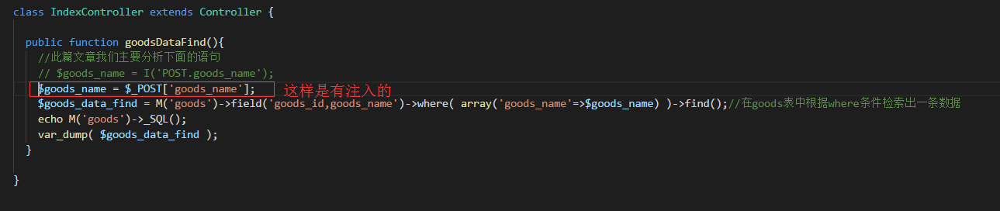 class IndexController extends Controller {
public function goodsDataFind(){
//此篇文章我们主要分析下面的语句
// $goods_name = I('POST.goods_name');
$goods_name = $_POST['goods_name']; 这样是有注入的
$goods_data_find = M('goods')->field('goods_id,goods_name')->where( array('goods_name'=>$goods_name) )->find();//在goods表中根据where条件检索出一条数据
echo M('goods')->_SQL();
var_dump( $goods_data_find );
}
}